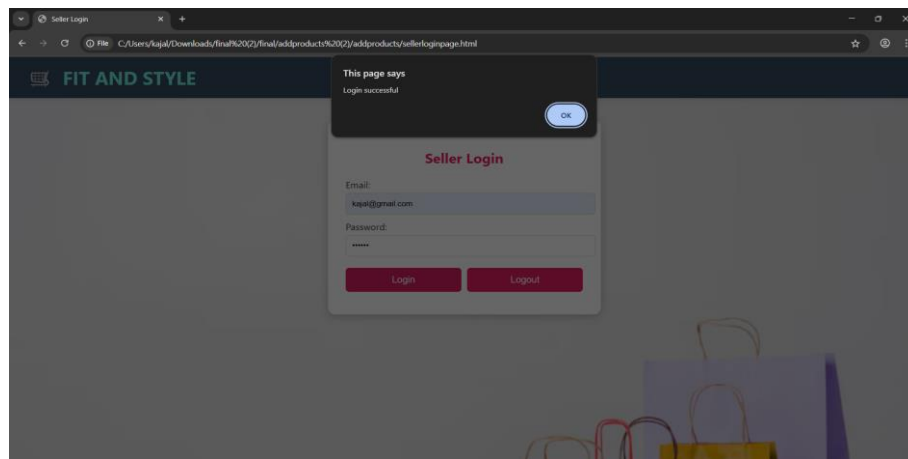 Seller Login
File C:/Users/kajal/Downloads/final%20(2)/final/addproducts%20(2)/addproducts/sellerloginpage.html
FIT AND STYLE
This page says
Login successful
OK
Seller Login
Email:
kajal@gmail.com
Password:
••••••
Login Logout